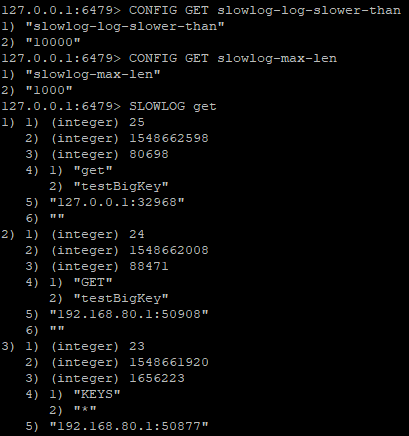 127.0.0.1:6479> CONFIG GET slowlog-log-slower-than
1) "slowlog-log-slower-than"
2) "10000"
127.0.0.1:6479> CONFIG GET slowlog-max-len
1) "slowlog-max-len"
2) "1000"
127.0.0.1:6479> SLOWLOG get
1) 1) (integer) 25
2) (integer) 1548662598
3) (integer) 80698
4) 1) "get"
2) "testBigKey"
5) "127.0.0.1:32968"
6) ""
2) 1) (integer) 24
2) (integer) 1548662008
3) (integer) 88471
4) 1) "GET"
2) "testBigKey"
5) "192.168.80.1:50908"
6) ""
3) 1) (integer) 23
2) (integer) 1548661920
3) (integer) 1656223
4) 1) "KEYS"
2) "*"
5) "192.168.80.1:50877"